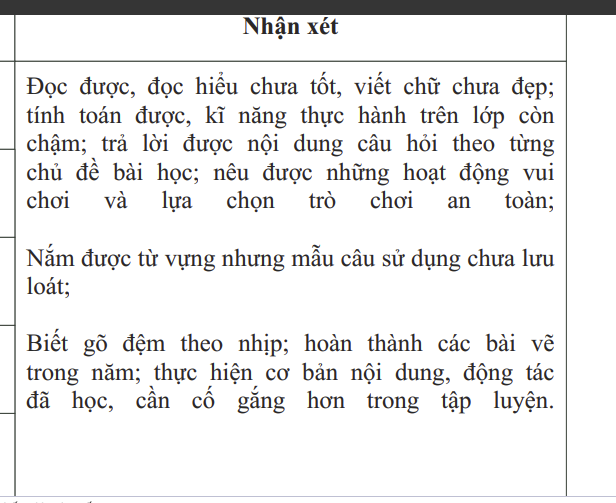 Nhận xét
Đọc được, đọc hiểu chưa tốt, viết chữ chưa đẹp;
tính toán được, kĩ năng thực hành trên lớp còn
chậm; trả lời được nội dung câu hỏi theo từng
chủ đề bài học; nêu được những hoạt động vui
chơi và lựa chọn trò chơi an toàn;
Nắm được từ vựng nhưng mẫu câu sử dụng chưa lưu
loát;
Biết gõ đệm theo nhịp; hoàn thành các bài vẽ
trong năm; thực hiện cơ bản nội dung, động tác
đã học, cần cố gắng hơn trong tập luyện.